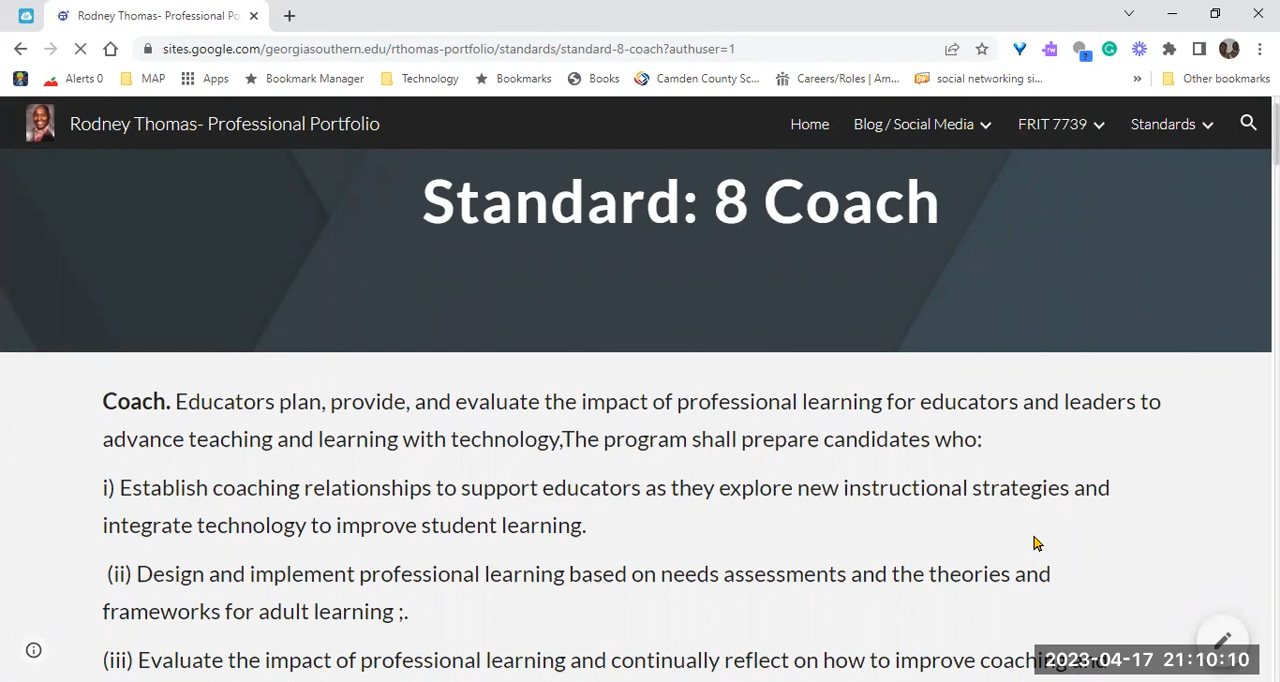 Rodney Thomas- Professional Po
sites.google.com/georgiasouthern.edu/rthomas-portfolio/standards/standard-8-coach?authuser=1
Alerts 0 MAP Apps Bookmark Manager Technology Bookmarks Books Camden County Sc... Careers/Roles | Am... social networking si... » Other bookmarks
Rodney Thomas- Professional Portfolio Home Blog / Social Media FRIT 7739 Standards
Standard: 8 Coach
Coach. Educators plan, provide, and evaluate the impact of professional learning for educators and leaders to
advance teaching and learning with technology,The program shall prepare candidates who:
i) Establish coaching relationships to support educators as they explore new instructional strategies and
integrate technology to improve student learning.
(ii) Design and implement professional learning based on needs assessments and the theories and
frameworks for adult learning ;.
(iii) Evaluate the impact of professional learning and continually reflect on how to improve coaching and
2023-04-17 21:10:10